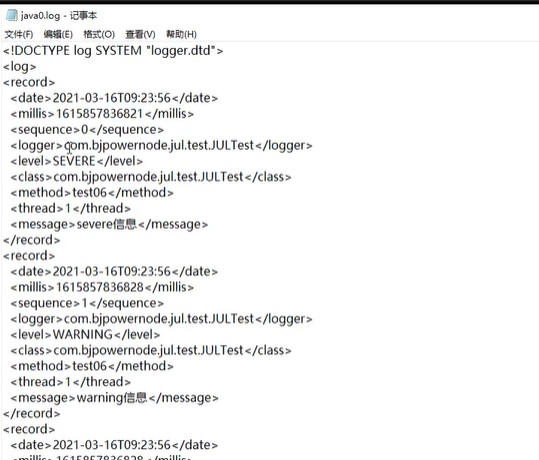 java0.log - 记事本
文件(F) 编辑(E) 格式(O) 查看(V) 帮助(H)
<!DOCTYPE log SYSTEM "logger.dtd">
<log>
<record>
<date>2021-03-16T09:23:56</date>
<millis>1615857836821</millis>
<sequence>0</sequence>
<logger>com.bjpowernode.jul.test.JULTest</logger>
<level>SEVERE</level>
<class>com.bjpowernode.jul.test.JULTest</class>
<method>test06</method>
<thread>1</thread>
<message>severe信息</message>
</record>
<record>
<date>2021-03-16T09:23:56</date>
<millis>1615857836828</millis>
<sequence>1</sequence>
<logger>com.bjpowernode.jul.test.JULTest</logger>
<level>WARNING</level>
<class>com.bjpowernode.jul.test.JULTest</class>
<method>test06</method>
<thread>1</thread>
<message>warning信息</message>
</record>
<record>
<date>2021-03-16T09:23:56</date>
<millis>1615857836828</millis>